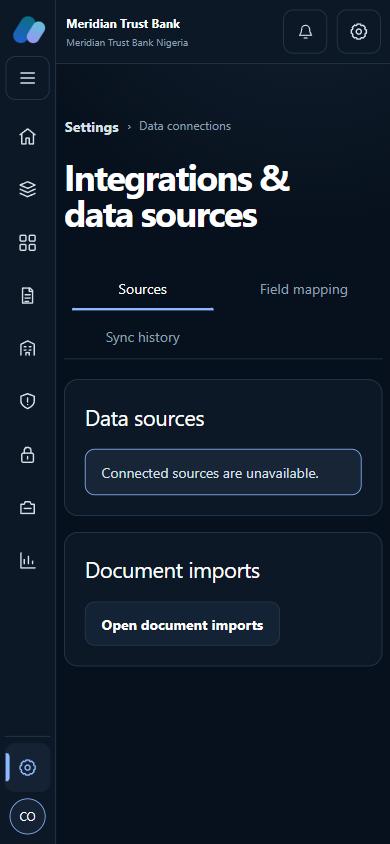 Meridian Trust Bank
Meridian Trust Bank Nigeria
Settings › Data connections
Integrations &
data sources
Sources
Field mapping
Sync history
Data sources
Connected sources are unavailable.
Document imports
Open document imports
CO